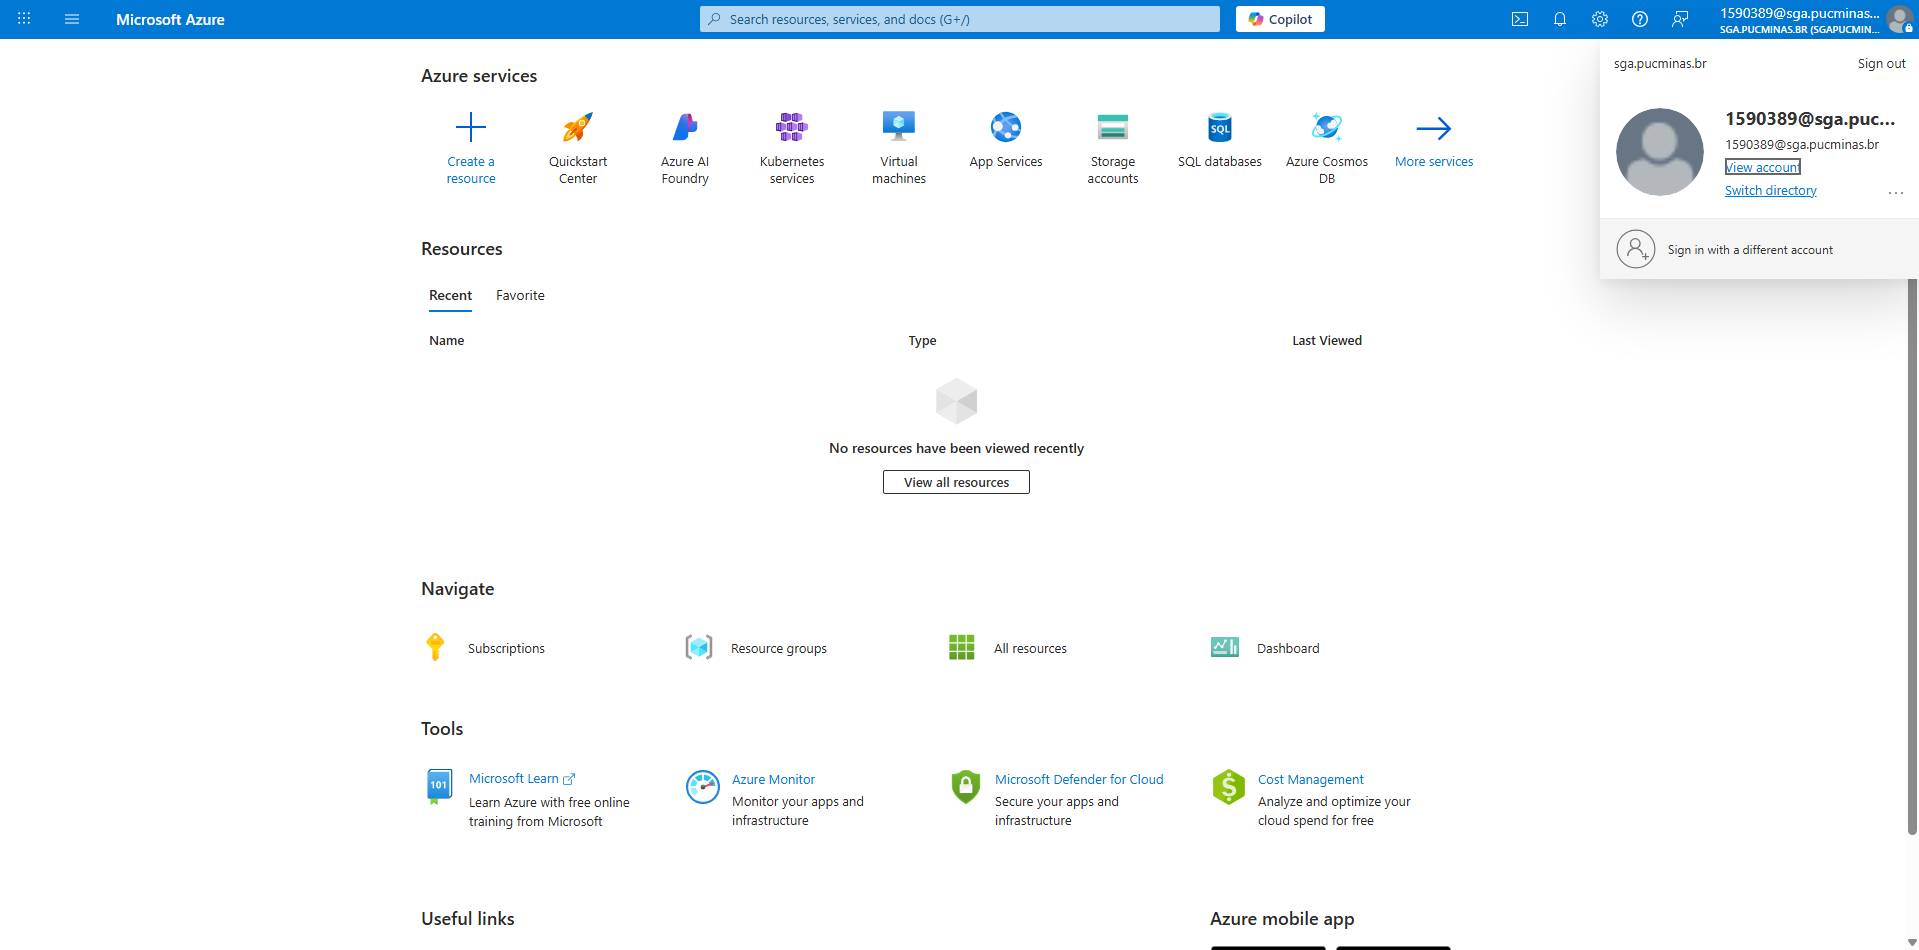 Microsoft Azure
Search resources, services, and docs (G+/)
Copilot
1590389@sga.pucminas...
SGA.PUCMINAS.BR (SGAPUCMIN...
sga.pucminas.br
Sign out
1590389@sga.puc...
1590389@sga.pucminas.br
View account
Switch directory
...
Sign in with a different account
Azure services
Create a
resource
Quickstart
Center
Azure AI
Foundry
Kubernetes
services
Virtual
machines
App Services
Storage
accounts
SQL
SQL databases
Azure Cosmos
DB
More services
Resources
Recent
Favorite
Name
Type
Last Viewed
No resources have been viewed recently
View all resources
Navigate
Subscriptions
Resource groups
All resources
Dashboard
Tools
101
Microsoft Learn
Learn Azure with free online
training from Microsoft
Azure Monitor
Monitor your apps and
infrastructure
Microsoft Defender for Cloud
Secure your apps and
infrastructure
$
Cost Management
Analyze and optimize your
cloud spend for free
Useful links
Azure mobile app